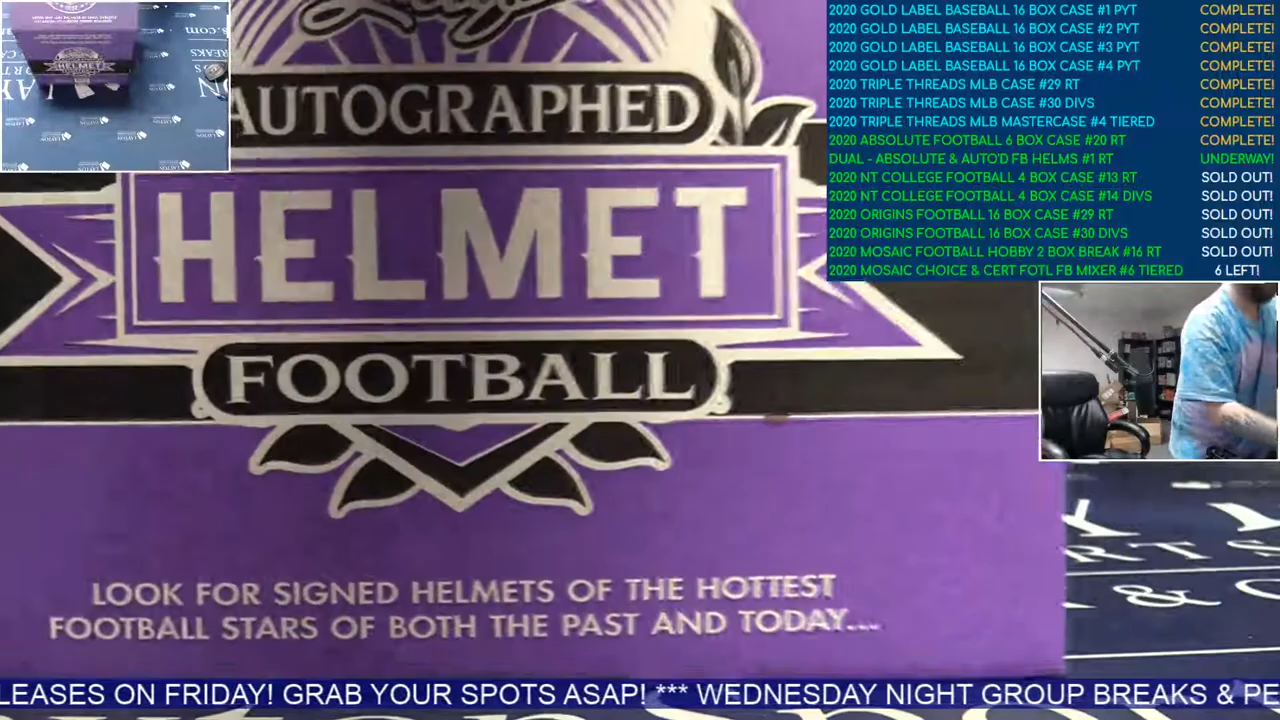 2020 GOLD LABEL BASEBALL 16 BOX CASE #1 PYT COMPLETE!
2020 GOLD LABEL BASEBALL 16 BOX CASE #2 PYT COMPLETE!
2020 GOLD LABEL BASEBALL 16 BOX CASE #3 PYT COMPLETE!
2020 GOLD LABEL BASEBALL 16 BOX CASE #4 PYT COMPLETE!
2020 TRIPLE THREADS MLB CASE #29 RT COMPLETE!
2020 TRIPLE THREADS MLB CASE #30 DIVS COMPLETE!
2020 TRIPLE THREADS MLB MASTERCASE #4 TIERED COMPLETE!
2020 ABSOLUTE FOOTBALL 6 BOX CASE #20 RT COMPLETE!
DUAL - ABSOLUTE & AUTO'D FB HELMS #1 RT UNDERWAY!
2020 NT COLLEGE FOOTBALL 4 BOX CASE #13 RT SOLD OUT!
2020 NT COLLEGE FOOTBALL 4 BOX CASE #14 DIVS SOLD OUT!
2020 ORIGINS FOOTBALL 16 BOX CASE #29 RT SOLD OUT!
2020 ORIGINS FOOTBALL 16 BOX CASE #30 DIVS SOLD OUT!
2020 MOSAIC FOOTBALL HOBBY 2 BOX BREAK #16 RT SOLD OUT!
2020 MOSAIC CHOICE & CERT FOTL FB MIXER #6 TIERED 6 LEFT!
AUTOGRAPHED
HELMET
FOOTBALL
LOOK FOR SIGNED HELMETS OF THE HOTTEST
FOOTBALL STARS OF BOTH THE PAST AND TODAY...
LEASES ON FRIDAY! GRAB YOUR SPOTS ASAP! *** WEDNESDAY NIGHT GROUP BREAKS & PE